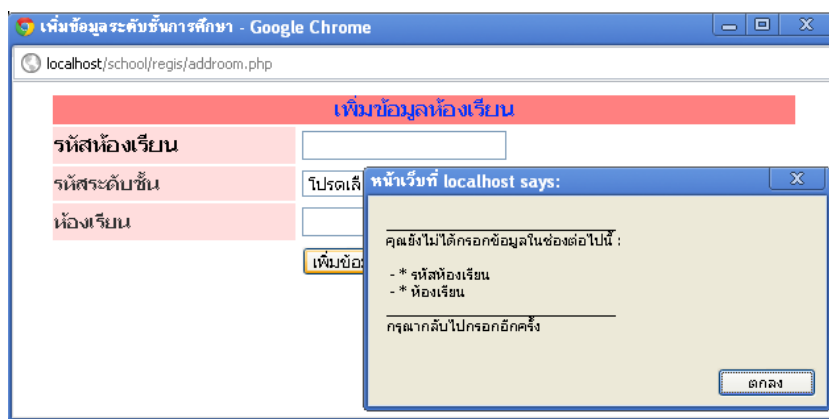 เพิ่มข้อมูลระดับชั้นการศึกษา - Google Chrome
localhost/school/regis/addroom.php
เพิ่มข้อมูลห้องเรียน
รหัสห้องเรียน
รหัสระดับชั้น
โปรดเลื
ห้องเรียน
เพิ่มข้อ
หน้าเว็บที่ localhost says:
คุณยังไม่ได้กรอกข้อมูลในช่องต่อไปนี้ :
- * รหัสห้องเรียน
- * ห้องเรียน
กรุณากลับไปกรอกอีกครั้ง
ตกลง